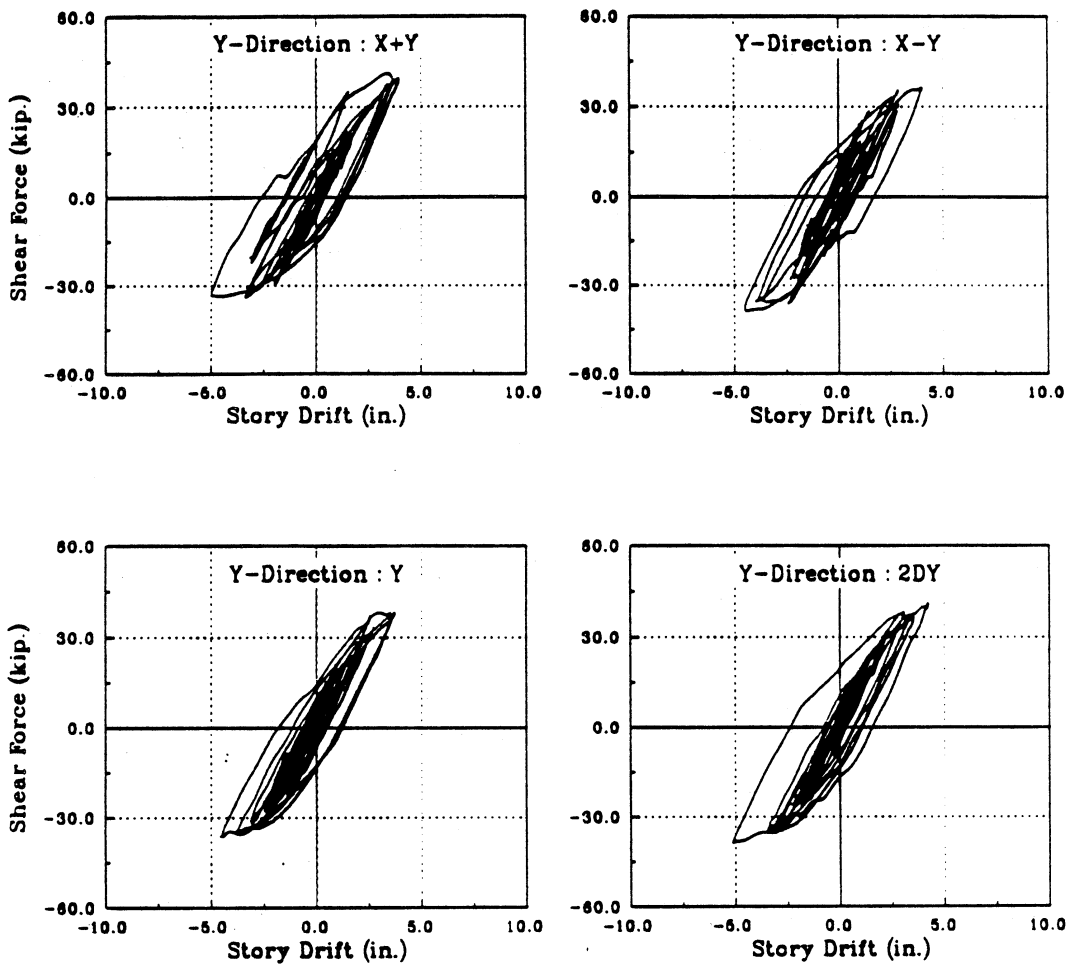 60.0
Y-Direction : X+Y
30.0
0.0
-30.0
-60.0
-10.0 -5.0 0.0 5.0 10.0
Story Drift (in.)
Shear Force (kip.)
60.0
Y-Direction : X-Y
30.0
0.0
-30.0
-60.0
-10.0 -5.0 0.0 5.0 10.0
Story Drift (in.)
60.0
Y-Direction : Y
30.0
0.0
-30.0
-60.0
-10.0 -5.0 0.0 5.0 10.0
Story Drift (in.)
Shear Force (kip.)
60.0
Y-Direction : 2DY
30.0
0.0
-30.0
-60.0
-10.0 -5.0 0.0 5.0 10.0
Story Drift (in.)